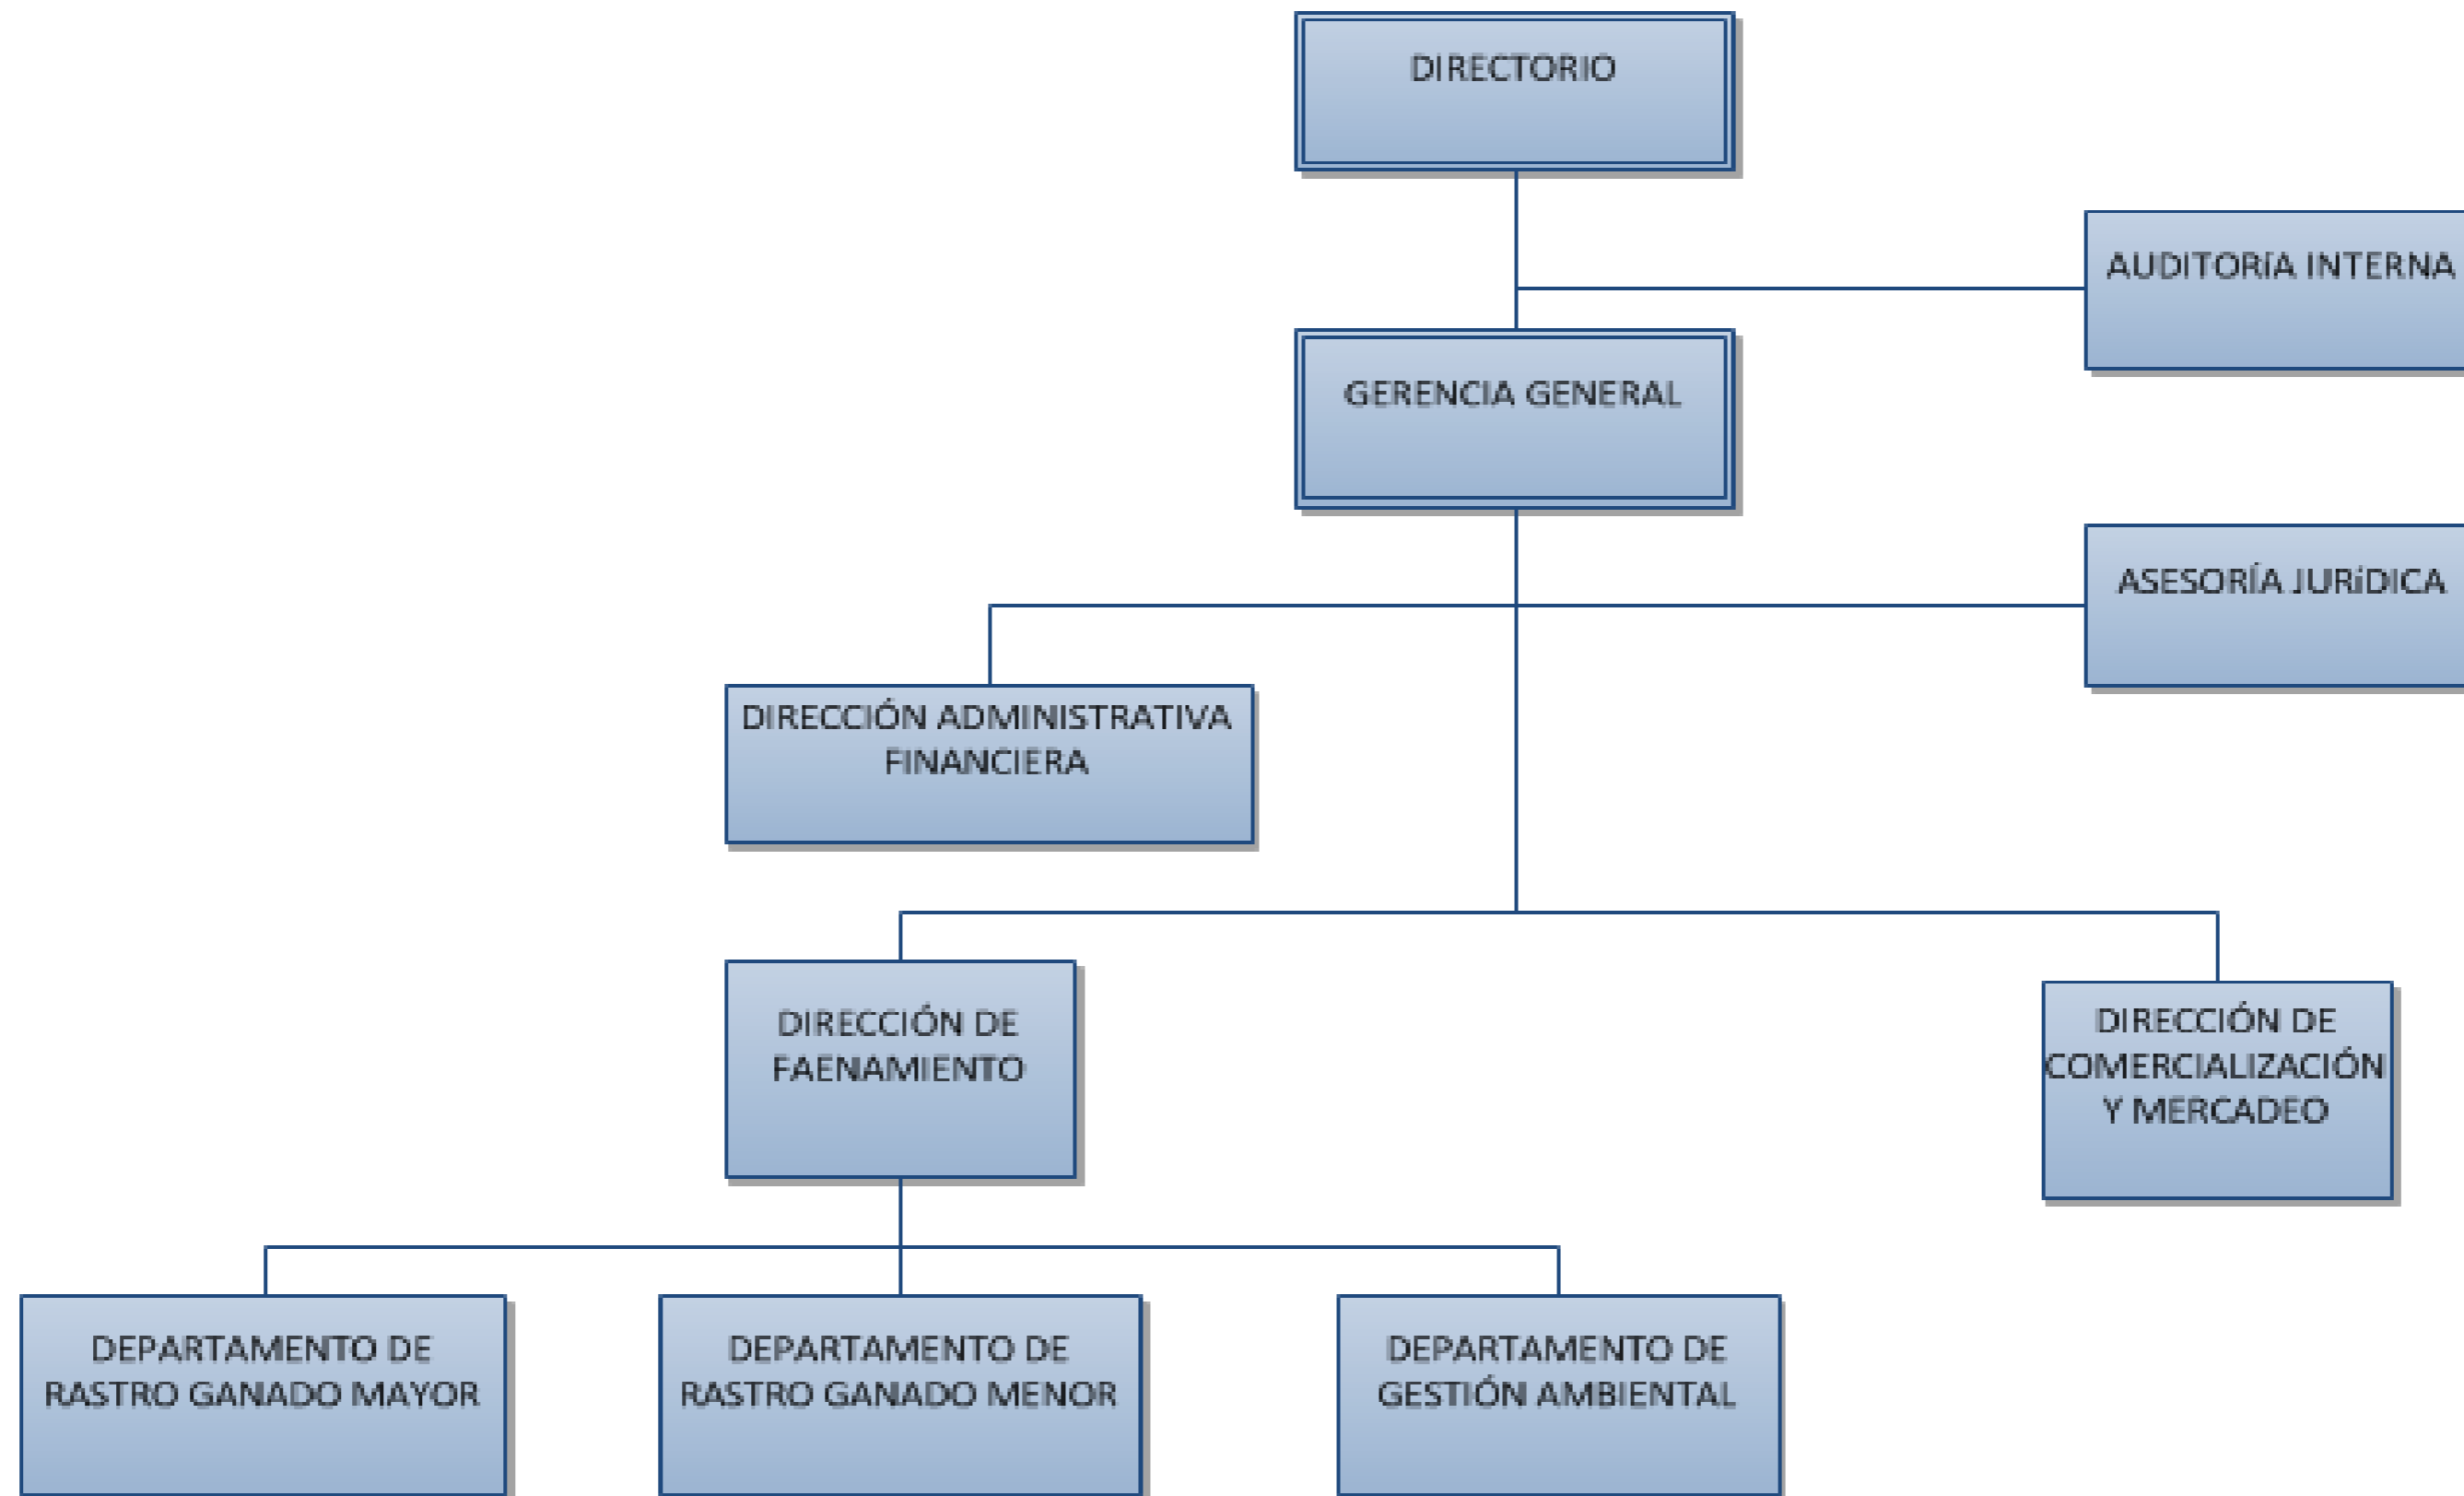 DIRECTORIO
AUDITORíA INTERNA
GERENCIA GENERAL
ASESORÍA JURíDICA
DIRECCIÓN ADMINISTRATIVA
FINANCIERA
DIRECCIÓN DE
FAENAMIENTO
DIRECCIÓN DE
COMERCIALIZACIÓN
Y MERCADEO
DEPARTAMENTO DE
RASTRO GANADO MAYOR
DEPARTAMENTO DE
RASTRO GANADO MENOR
DEPARTAMENTO DE
GESTIÓN AMBIENTAL